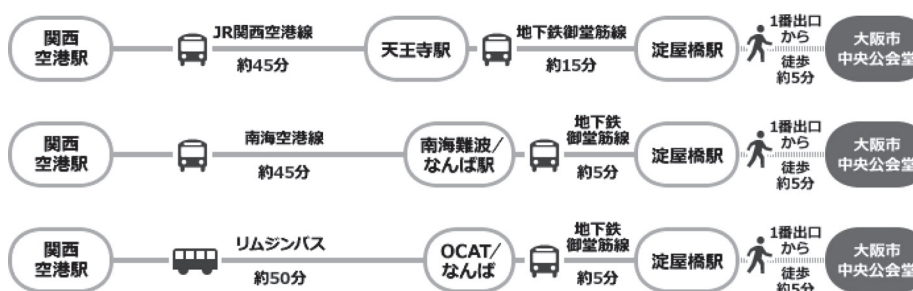 関西
空港駅
JR関西空港線
約45分
天王寺駅
地下鉄御堂筋線
約15分
淀屋橋駅
1番出口
から
徒歩
約5分
大阪市
中央公会堂
関西
空港駅
南海空港線
約45分
南海難波/
なんば駅
地下鉄
御堂筋線
約5分
淀屋橋駅
1番出口
から
徒歩
約5分
大阪市
中央公会堂
関西
空港駅
リムジンバス
約50分
OCAT/
なんば
地下鉄
御堂筋線
約5分
淀屋橋駅
1番出口
から
徒歩
約5分
大阪市
中央公会堂